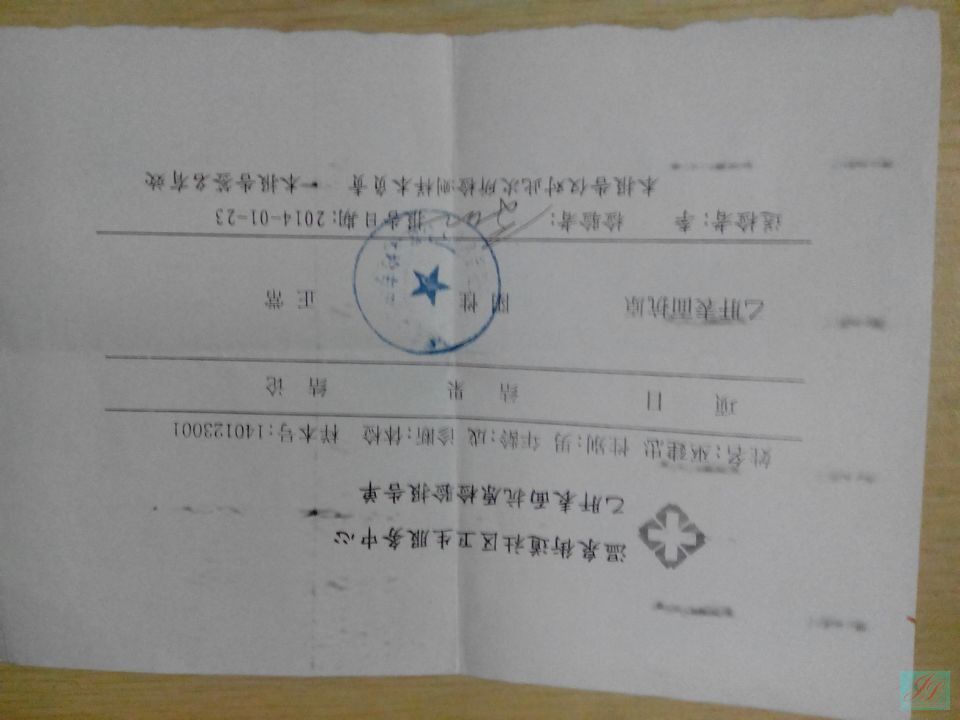 温泉街道社区卫生服务中心
乙肝表面抗原检验报告单
姓名:巫建忠 性别:男 年龄:成 诊断:体检 样本号:140123001
项 目 结 果 结 论
乙肝表面抗原 阴 性 正 常
送检者:李 检验者: 报告日期:2014-01-23
本报告仅对此次所检测样本负责 本报告签名有效